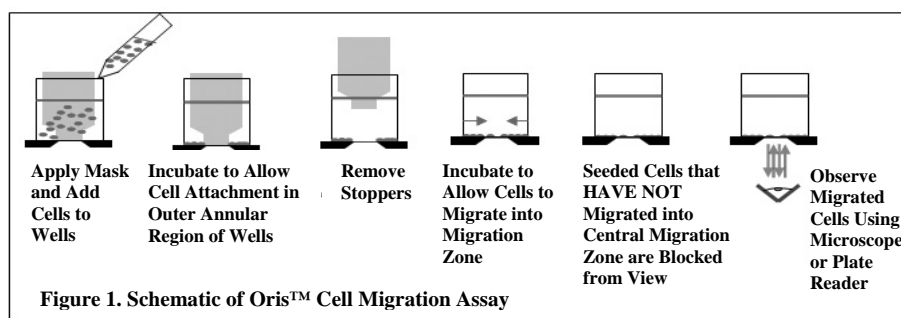 Apply Mask
and Add
Cells to
Wells
Incubate to Allow
Cell Attachment in
Outer Annular
Region of Wells
Remove
Stoppers
Incubate to
Allow Cells to
Migrate into
Migration
Zone
Seeded Cells that
HAVE NOT
Migrated into
Central Migration
Zone are Blocked
from View
Observe
Migrated
Cells Using
Microscope
or Plate
Reader
Figure 1. Schematic of Oris™ Cell Migration Assay